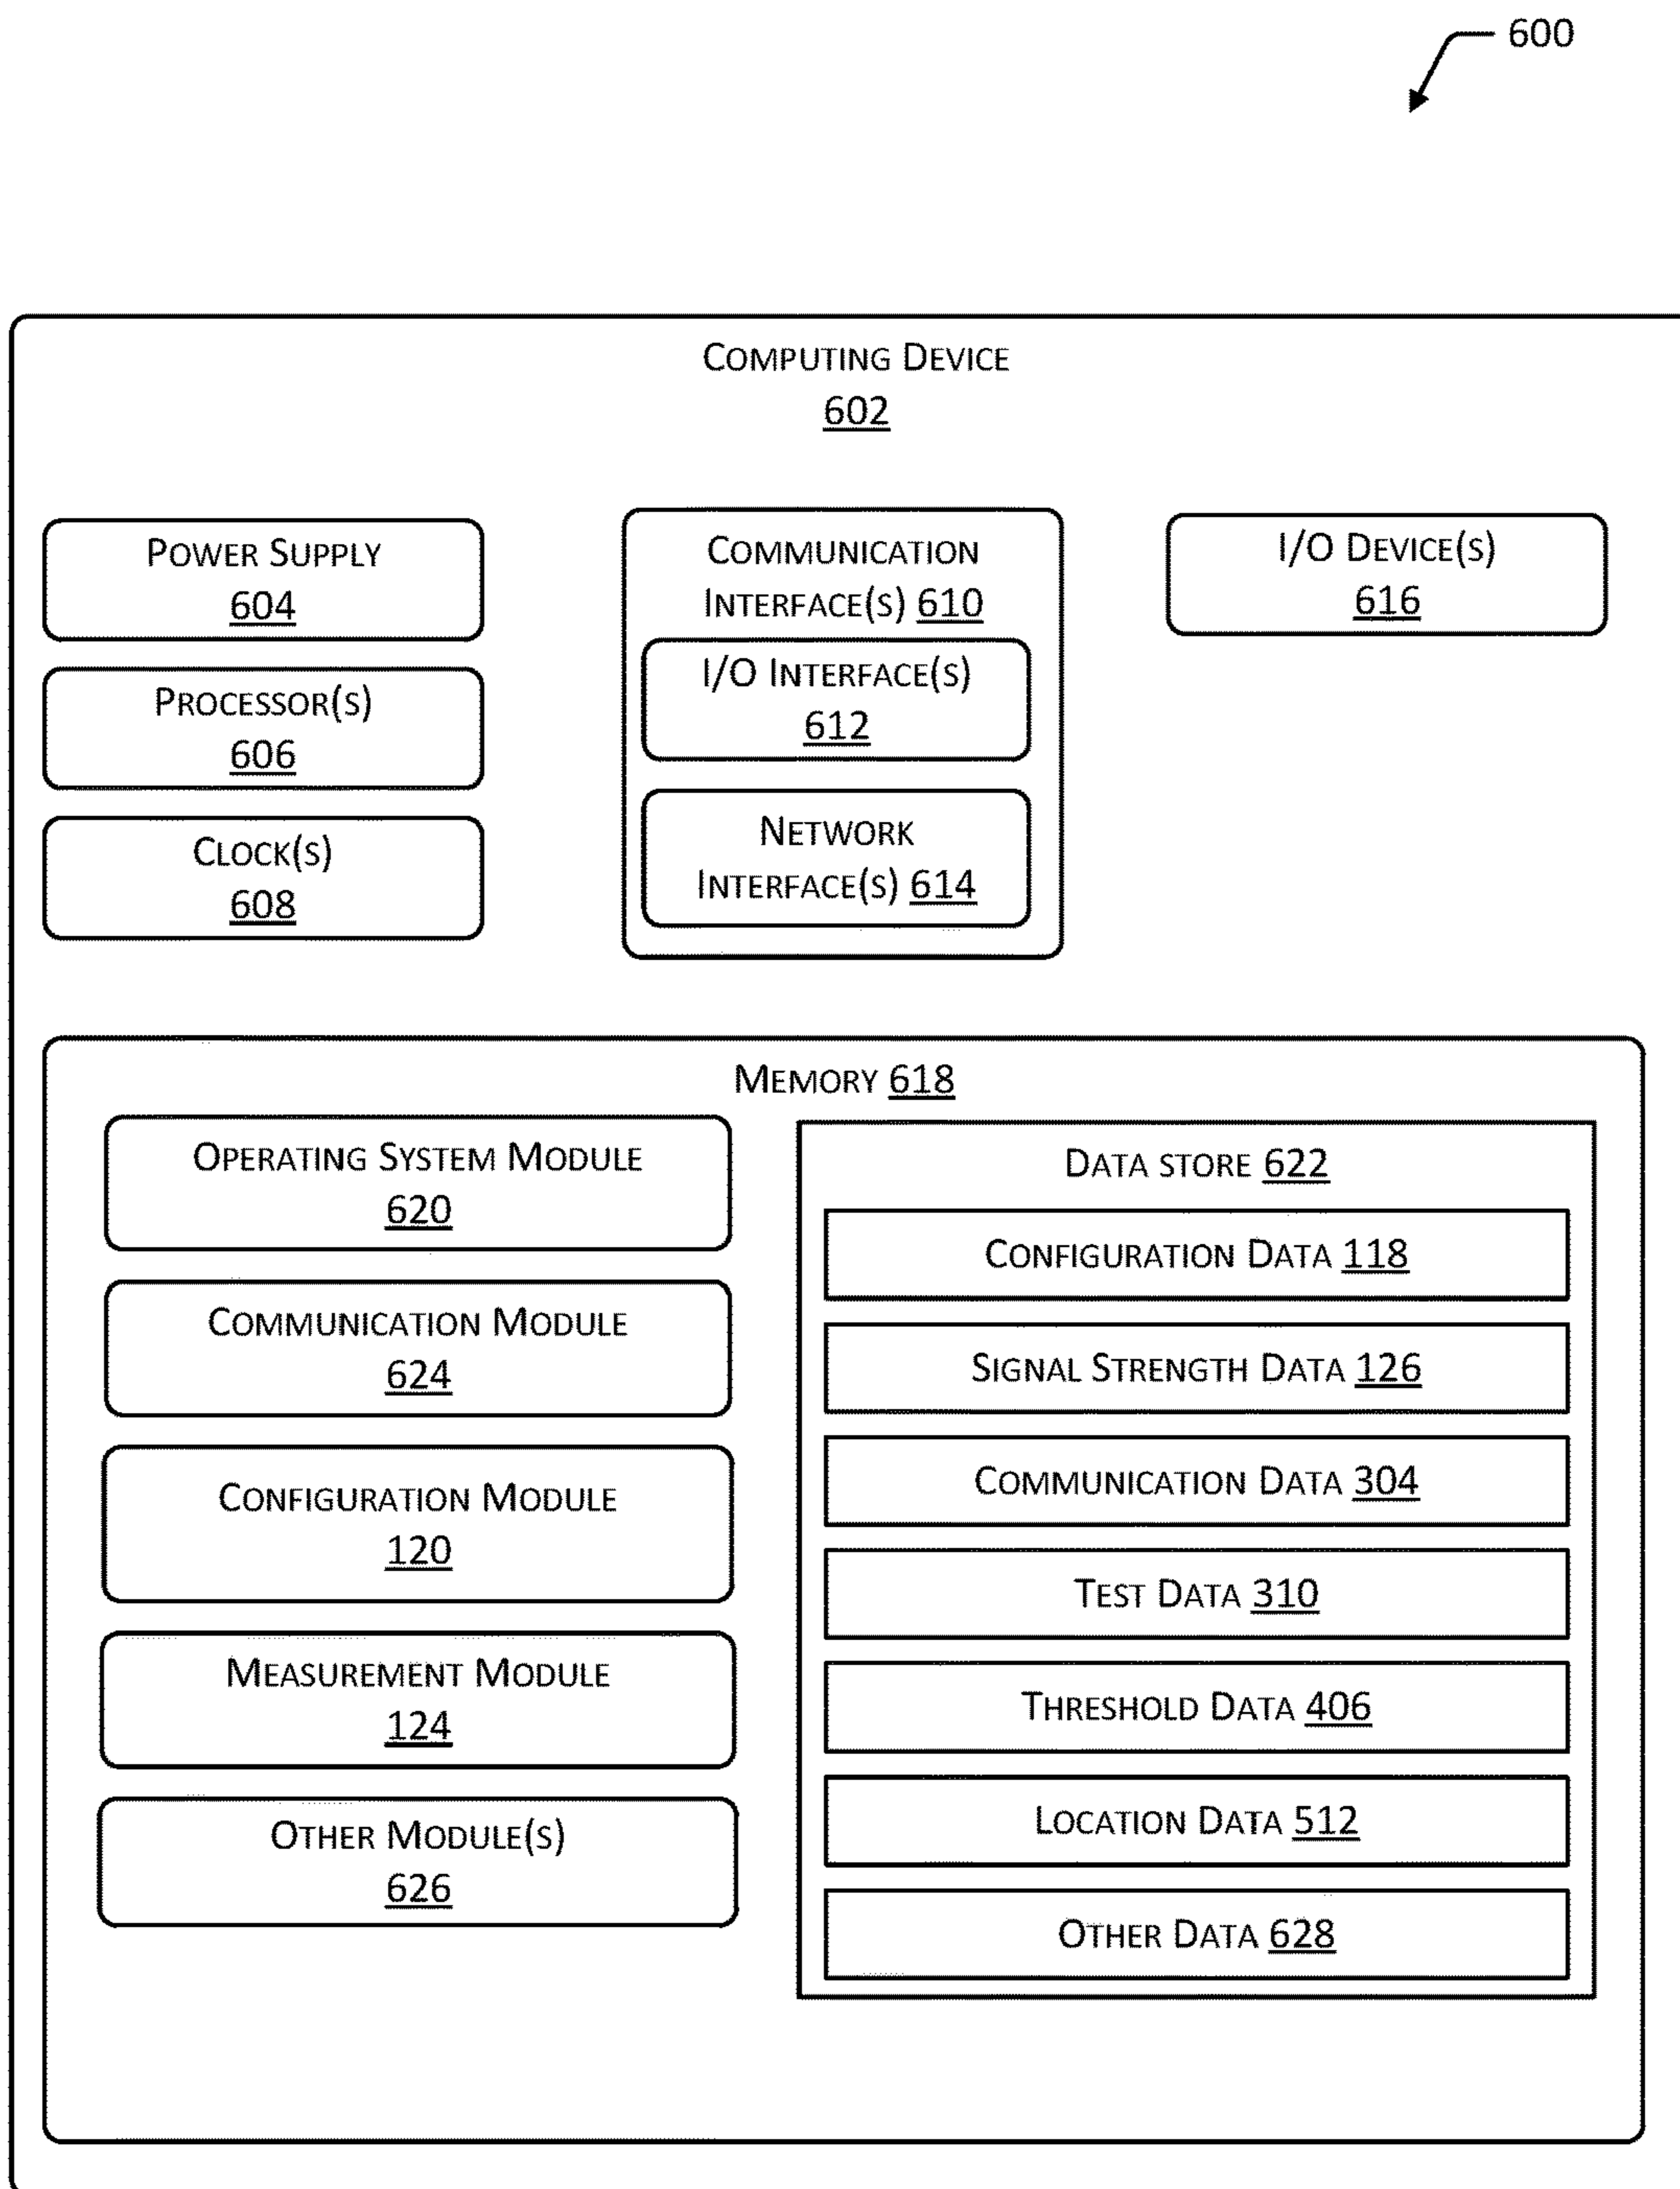 600
Computing Device
602
Power Supply
604
Processor(s)
606
Clock(s)
608
Communication
Interface(s) 610
I/O Interface(s)
612
Network
Interface(s) 614
I/O Device(s)
616
Memory 618
Operating System Module
620
Communication Module
624
Configuration Module
120
Measurement Module
124
Other Module(s)
626
Data store 622
Configuration Data 118
Signal Strength Data 126
Communication Data 304
Test Data 310
Threshold Data 406
Location Data 512
Other Data 628